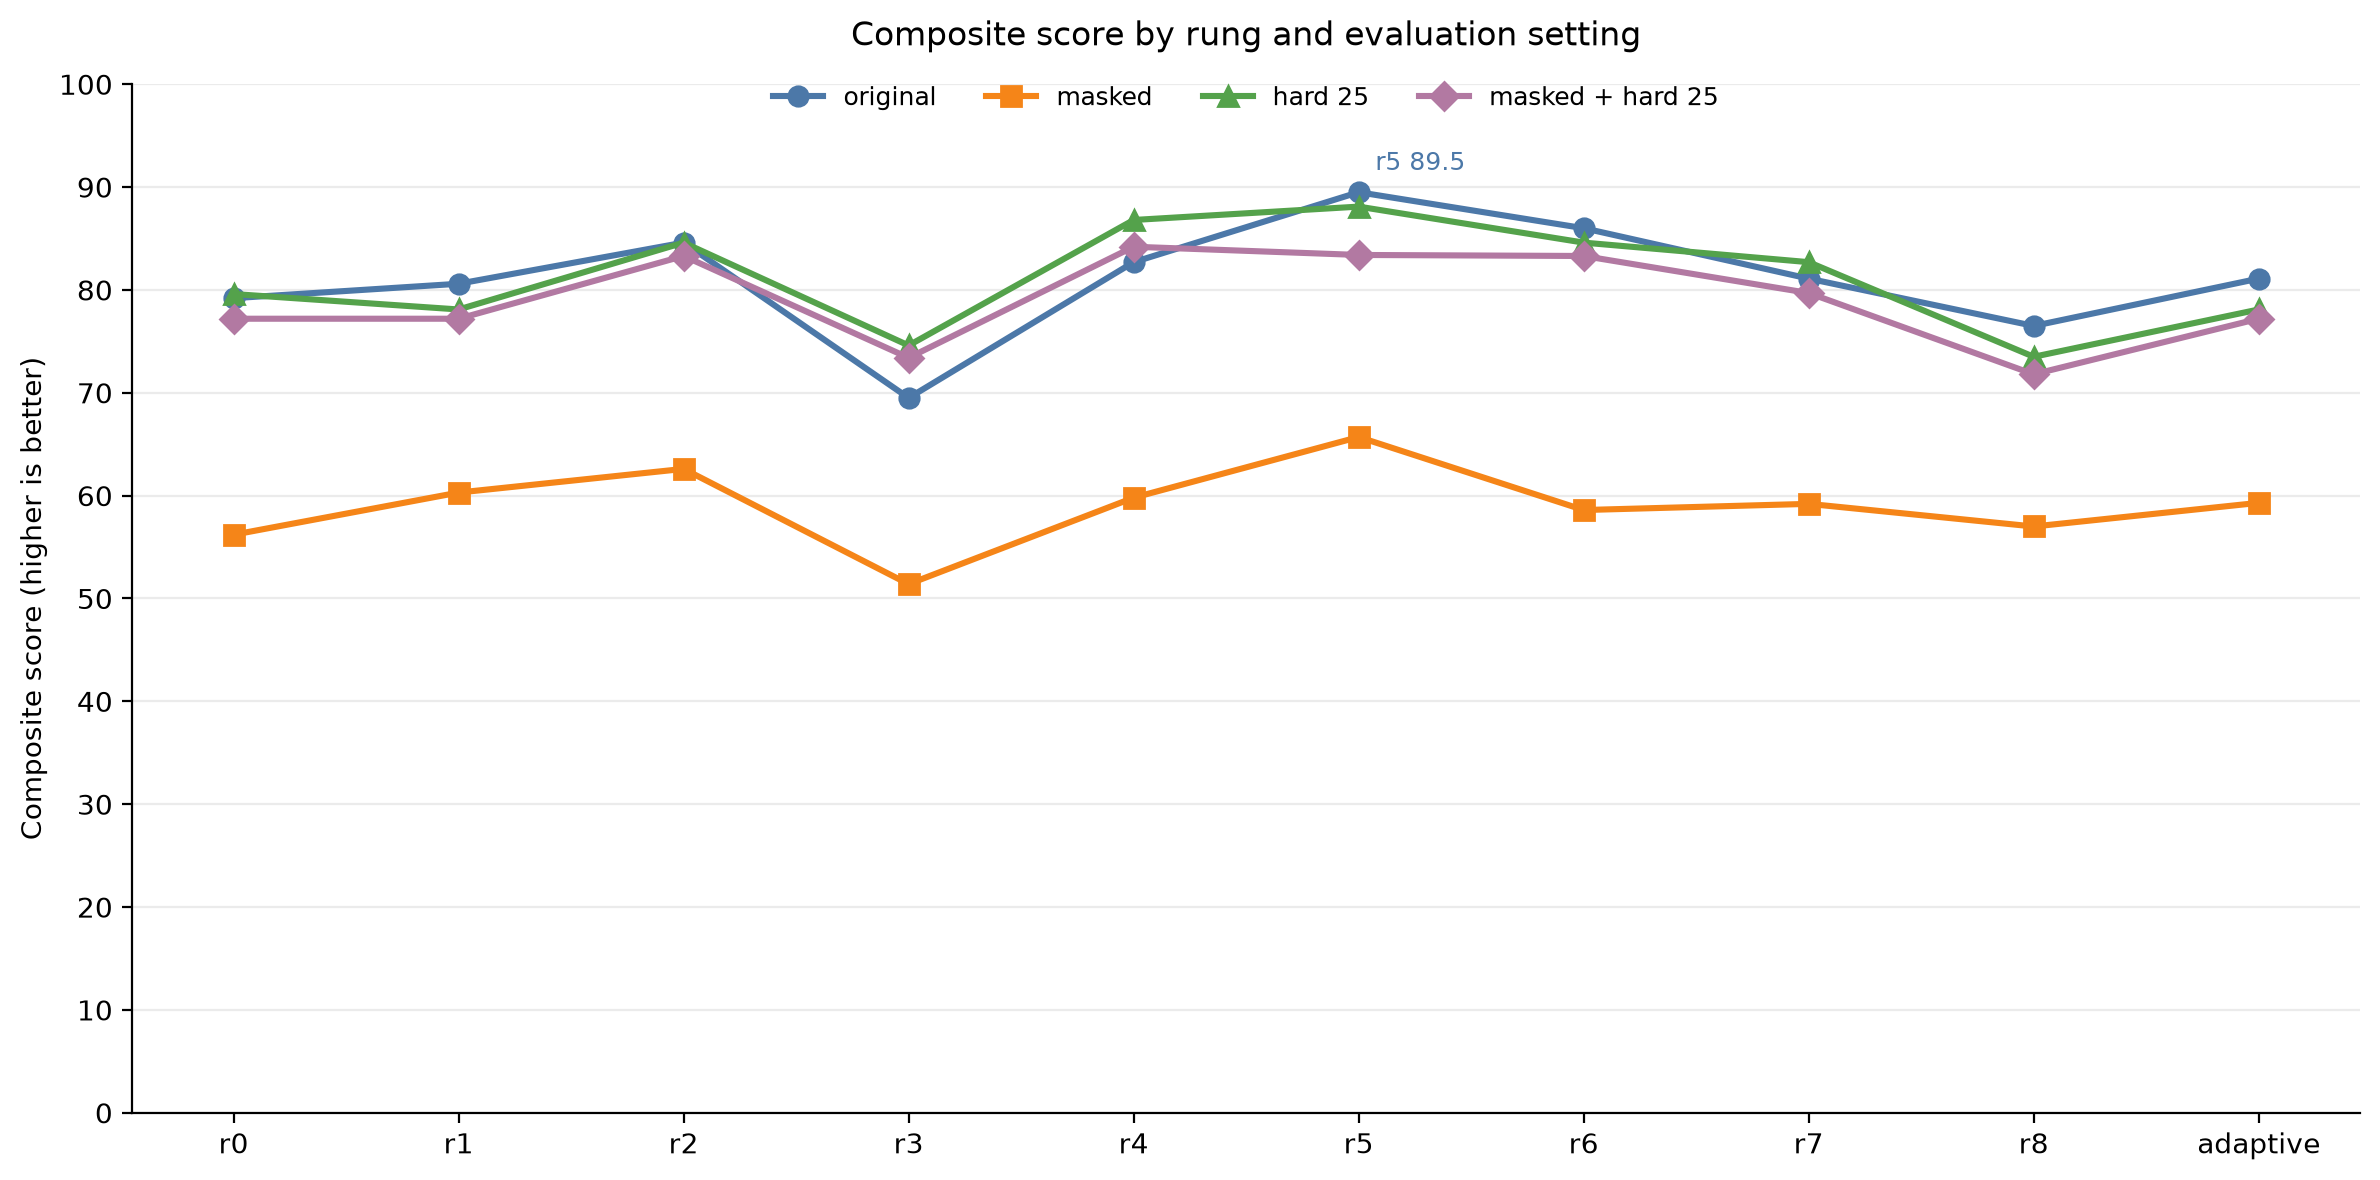 Composite score by rung and evaluation setting
original masked hard 25 masked + hard 25
r5 89.5
Composite score (higher is better)
100
90
80
70
60
50
40
30
20
10
0
r0 r1 r2 r3 r4 r5 r6 r7 r8 adaptive